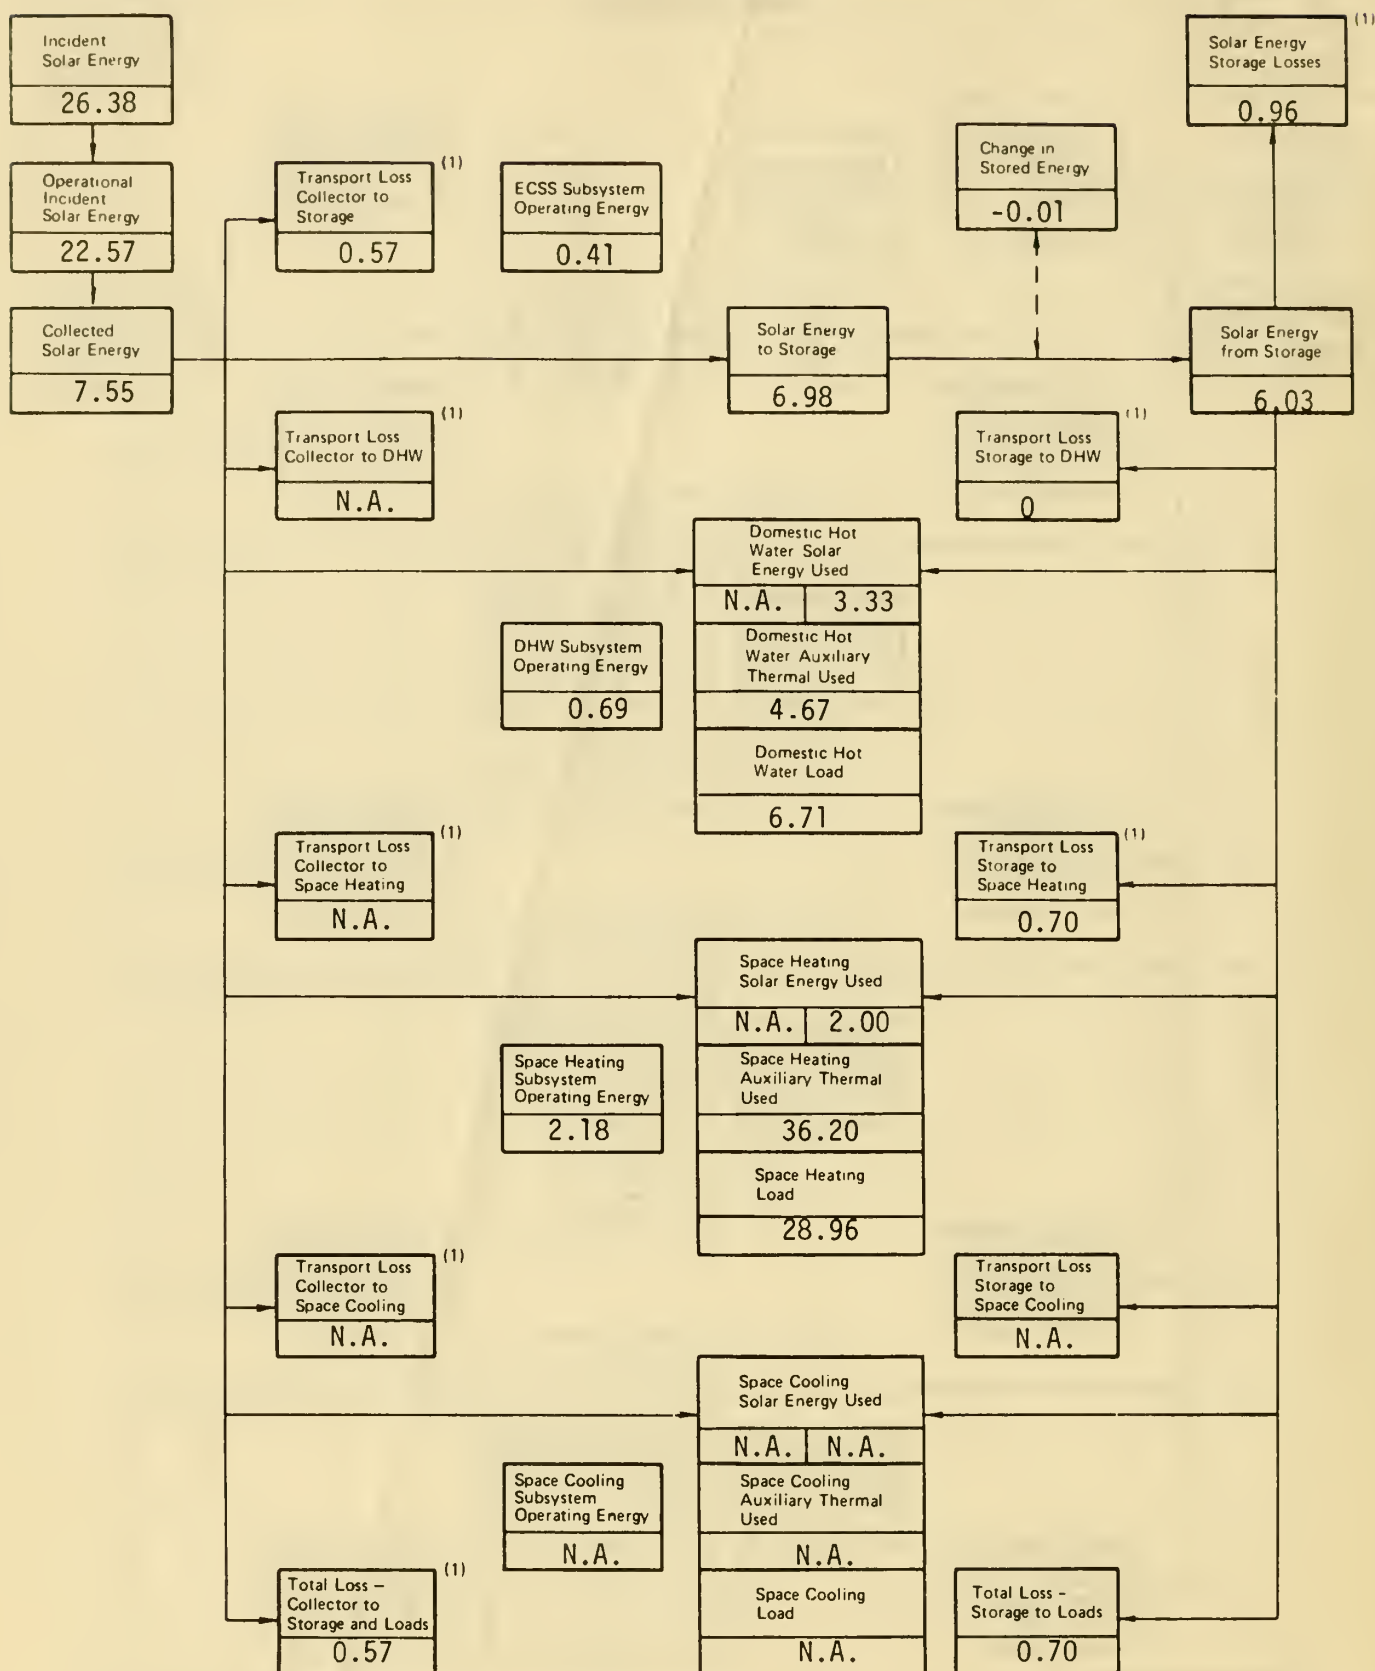 Incident
Solar Energy
26.38
(1)
Solar Energy
Storage Losses
0.96
Operational
Incident
Solar Energy
22.57
(1)
Transport Loss
Collector to
Storage
0.57
ECSS Subsystem
Operating Energy
0.41
Change in
Stored Energy
-0.01
Collected
Solar Energy
7.55
Solar Energy
to Storage
6.98
Solar Energy
from Storage
6.03
(1)
Transport Loss
Collector to DHW
N.A.
(1)
Transport Loss
Storage to DHW
0
Domestic Hot
Water Solar
Energy Used
N.A. 3.33
DHW Subsystem
Operating Energy
0.69
Domestic Hot
Water Auxiliary
Thermal Used
4.67
Domestic Hot
Water Load
6.71
(1)
Transport Loss
Collector to
Space Heating
N.A.
(1)
Transport Loss
Storage to
Space Heating
0.70
Space Heating
Solar Energy Used
N.A. 2.00
Space Heating
Subsystem
Operating Energy
2.18
Space Heating
Auxiliary Thermal
Used
36.20
Space Heating
Load
28.96
(1)
Transport Loss
Collector to
Space Cooling
N.A.
Transport Loss
Storage to
Space Cooling
N.A.
Space Cooling
Solar Energy Used
N.A. N.A.
Space Cooling
Subsystem
Operating Energy
N.A.
Space Cooling
Auxiliary Thermal
Used
N.A.
Space Cooling
Load
N.A.
(1)
Total Loss –
Collector to
Storage and Loads
0.57
Total Loss -
Storage to Loads
0.70